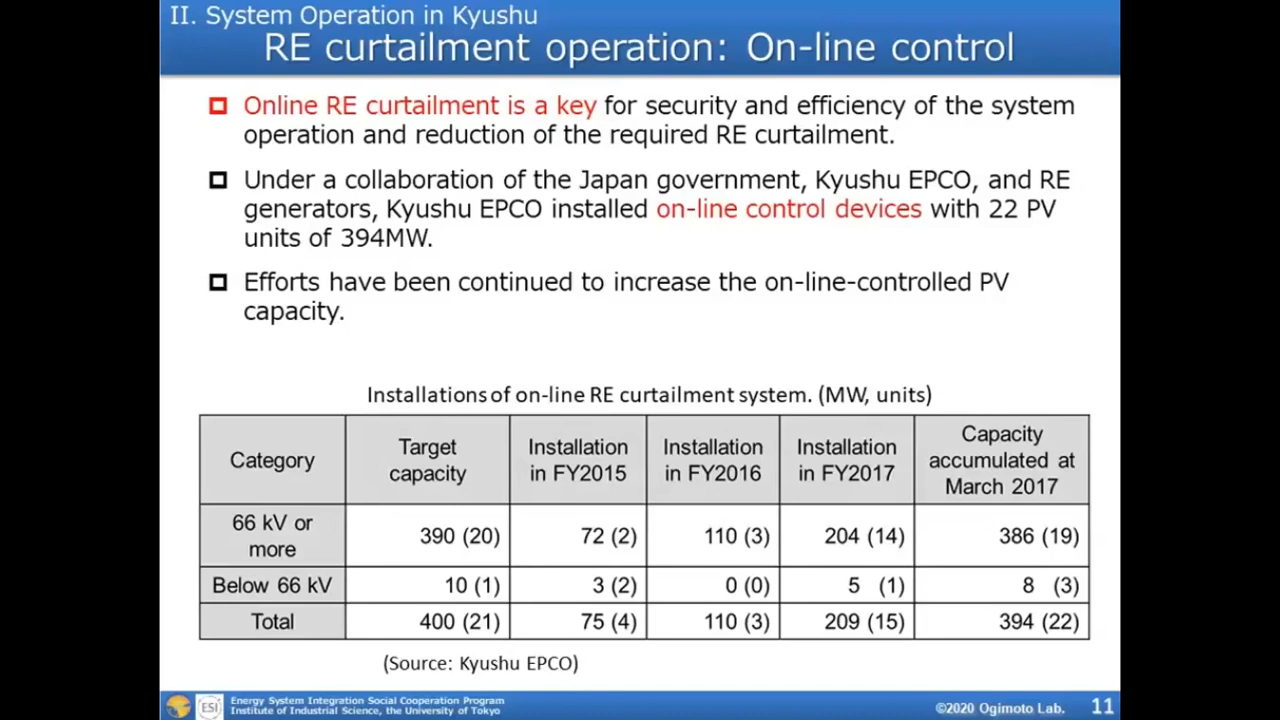 II. System Operation in Kyushu
RE curtailment operation: On-line control
Online RE curtailment is a key for security and efficiency of the system
operation and reduction of the required RE curtailment.
Under a collaboration of the Japan government, Kyushu EPCO, and RE
generators, Kyushu EPCO installed on-line control devices with 22 PV
units of 394MW.
Efforts have been continued to increase the on-line-controlled PV
capacity.
Installations of on-line RE curtailment system. (MW, units)
Category Target capacity Installation in FY2015 Installation in FY2016 Installation in FY2017 Capacity accumulated at March 2017
66 kV or more 390 (20) 72 (2) 110 (3) 204 (14) 386 (19)
Below 66 kV 10 (1) 3 (2) 0 (0) 5 (1) 8 (3)
Total 400 (21) 75 (4) 110 (3) 209 (15) 394 (22)
(Source: Kyushu EPCO)
ESI
Energy System Integration Social Cooperation Program
Institute of Industrial Science, the University of Tokyo
©2020 Ogimoto Lab. 11